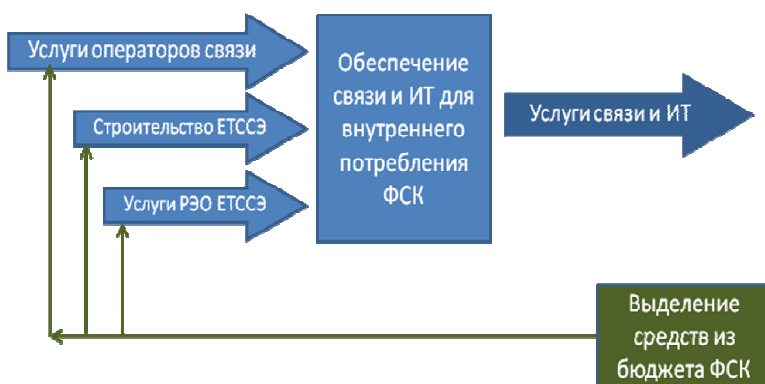 Услуги операторов связи
Строительство ЕТССЭ
Услуги РЭО ЕТССЭ
Обеспечение
связи и ИТ для
внутреннего
потребления
ФСК
Услуги связи и ИТ
Выделение
средств из
бюджета ФСК